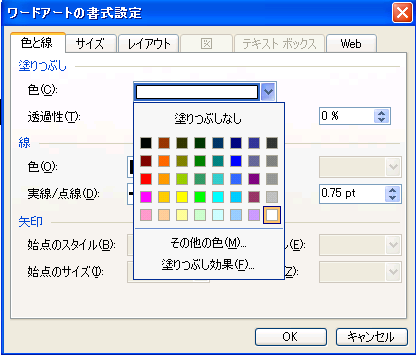 ワードアートの書式設定
色と線 サイズ レイアウト 図 テキスト ボックス Web
塗りつぶし
色(C):
塗りつぶしなし
透過性(T): 0 %
線
色(O):
実線/点線(D): 0.75 pt
矢印
その他の色(M)...
始点のスタイル(B): (E):
塗りつぶし効果(F)...
始点のサイズ(I): (Z):
OK キャンセル